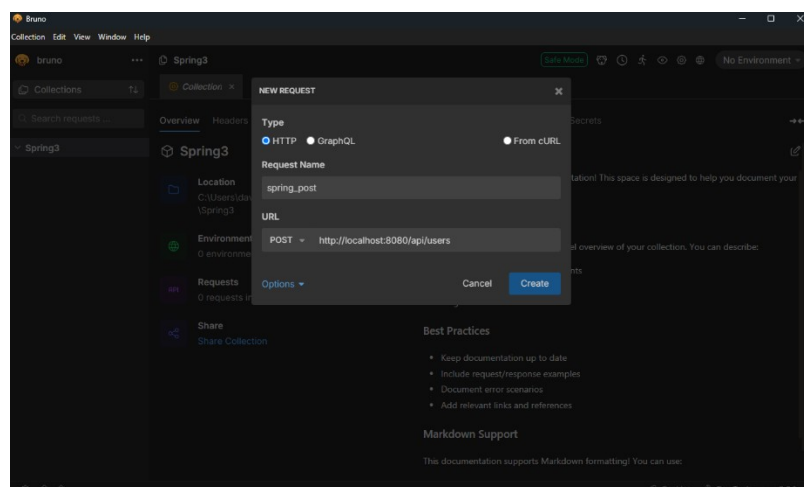 Bruno
Collection Edit View Window Help
bruno
Spring3
Safe Mode
No Environment
Collections
Collection
Search requests ...
Overview Headers
Secrets
Spring3
Spring3
Location
C:\Users\da
\Spring3
Environment
0 environme
Requests
0 requests in
Share
Share Collection
NEW REQUEST
Type
HTTP GraphQL From cURL
Request Name
spring_post
URL
POST http://localhost:8080/api/users
Options Cancel Create
tation! This space is designed to help you document your
el overview of your collection. You can describe:
nts
Best Practices
Keep documentation up to date
Include request/response examples
Document error scenarios
Add relevant links and references
Markdown Support
This documentation supports Markdown formatting! You can use: